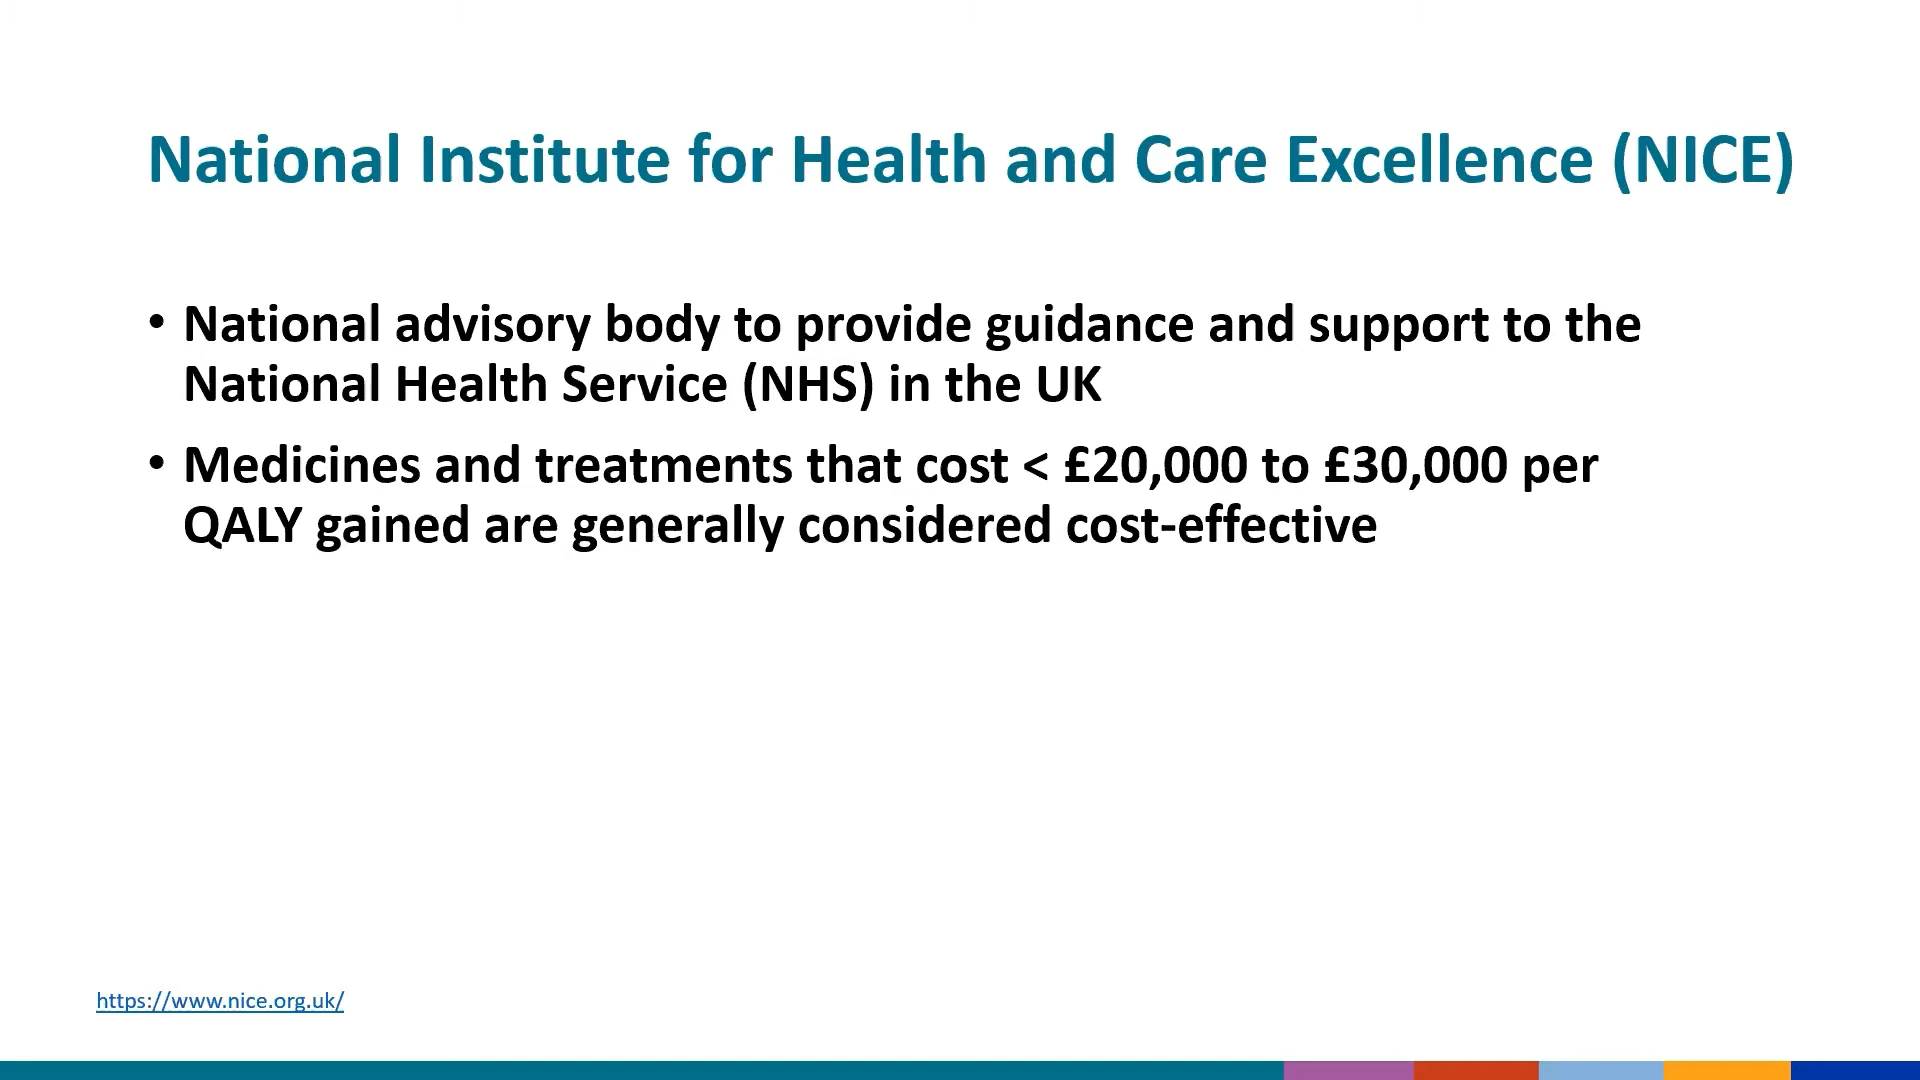 National Institute for Health and Care Excellence (NICE)
• National advisory body to provide guidance and support to the
National Health Service (NHS) in the UK
• Medicines and treatments that cost < £20,000 to £30,000 per
QALY gained are generally considered cost-effective
https://www.nice.org.uk/